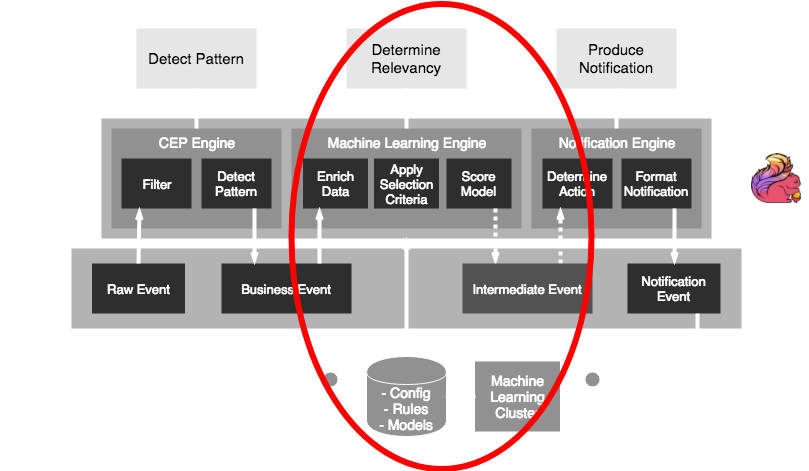 Detect Pattern
Determine
Relevancy
Produce
Notification
CEP Engine
Machine Learning Engine
Notification Engine
Filter
Detect
Pattern
Enrich
Data
Apply
Selection
Criteria
Score
Model
Determine
Action
Format
Notification
Raw Event
Business Event
Intermediate Event
Notification
Event
- Config
- Rules
- Models
Machine
Learning
Cluster